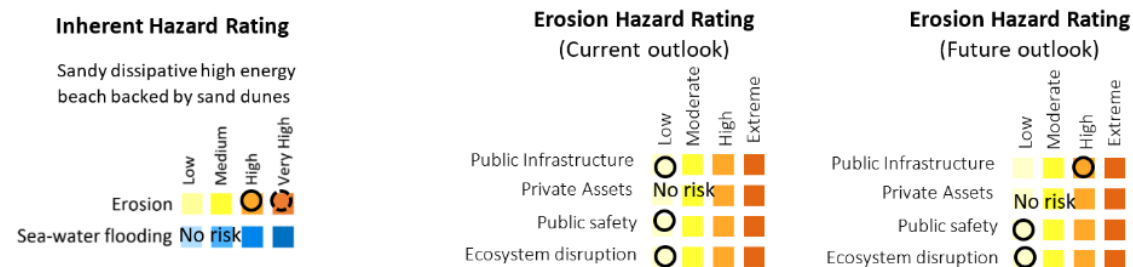 Inherent Hazard Rating
Sandy dissipative high energy
beach backed by sand dunes
Low
Medium
High
Very High
Erosion
Sea-water flooding No risk
Erosion Hazard Rating
(Current outlook)
Low
Moderate
High
Extreme
Public Infrastructure
Private Assets No risk
Public safety
Ecosystem disruption
Erosion Hazard Rating
(Future outlook)
Low
Moderate
High
Extreme
Public Infrastructure
Private Assets No risk
Public safety
Ecosystem disruption